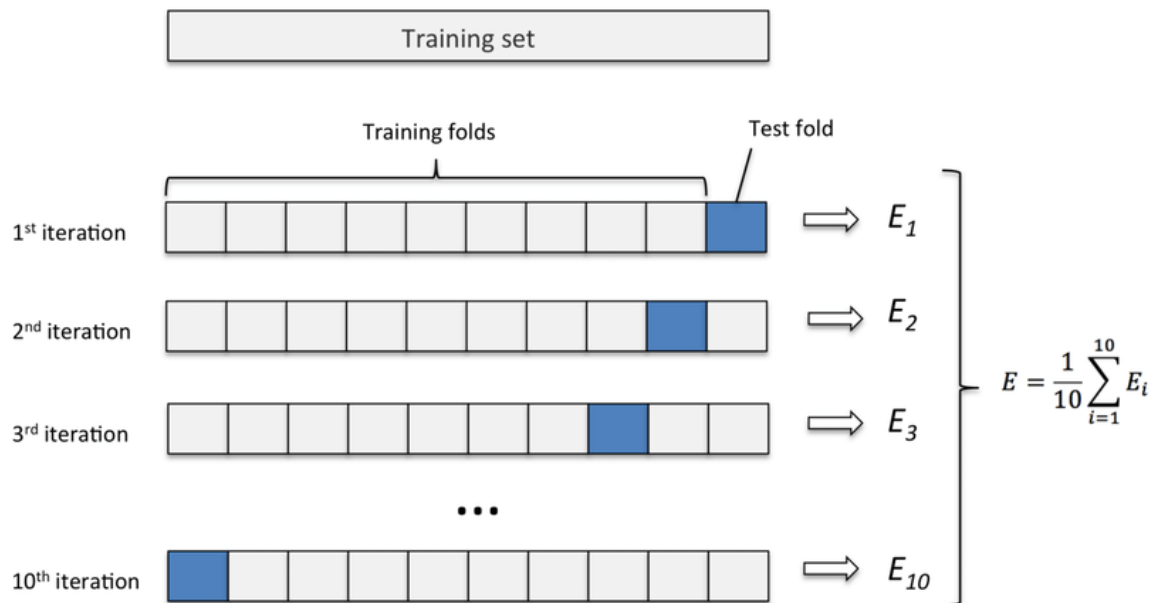 Training set
Training folds
Test fold
1st iteration
E1
2nd iteration
E2
3rd iteration
E3
...
10th iteration
E10
E = 1/10 ∑_{i=1}^{10} E_i